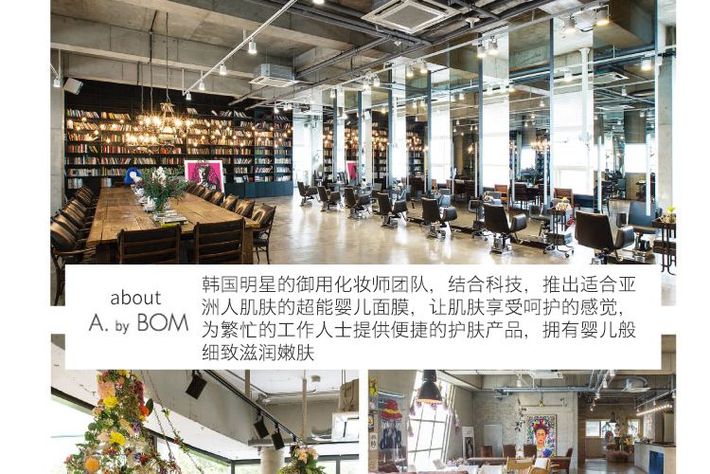 about
A. by BOM
韩国明星的御用化妆师团队，结合科技，推出适合亚
洲人肌肤的超能婴儿面膜，让肌肤享受呵护的感觉，
为繁忙的工作人士提供便捷的护肤产品，拥有婴儿般
细致滋润嫩肤